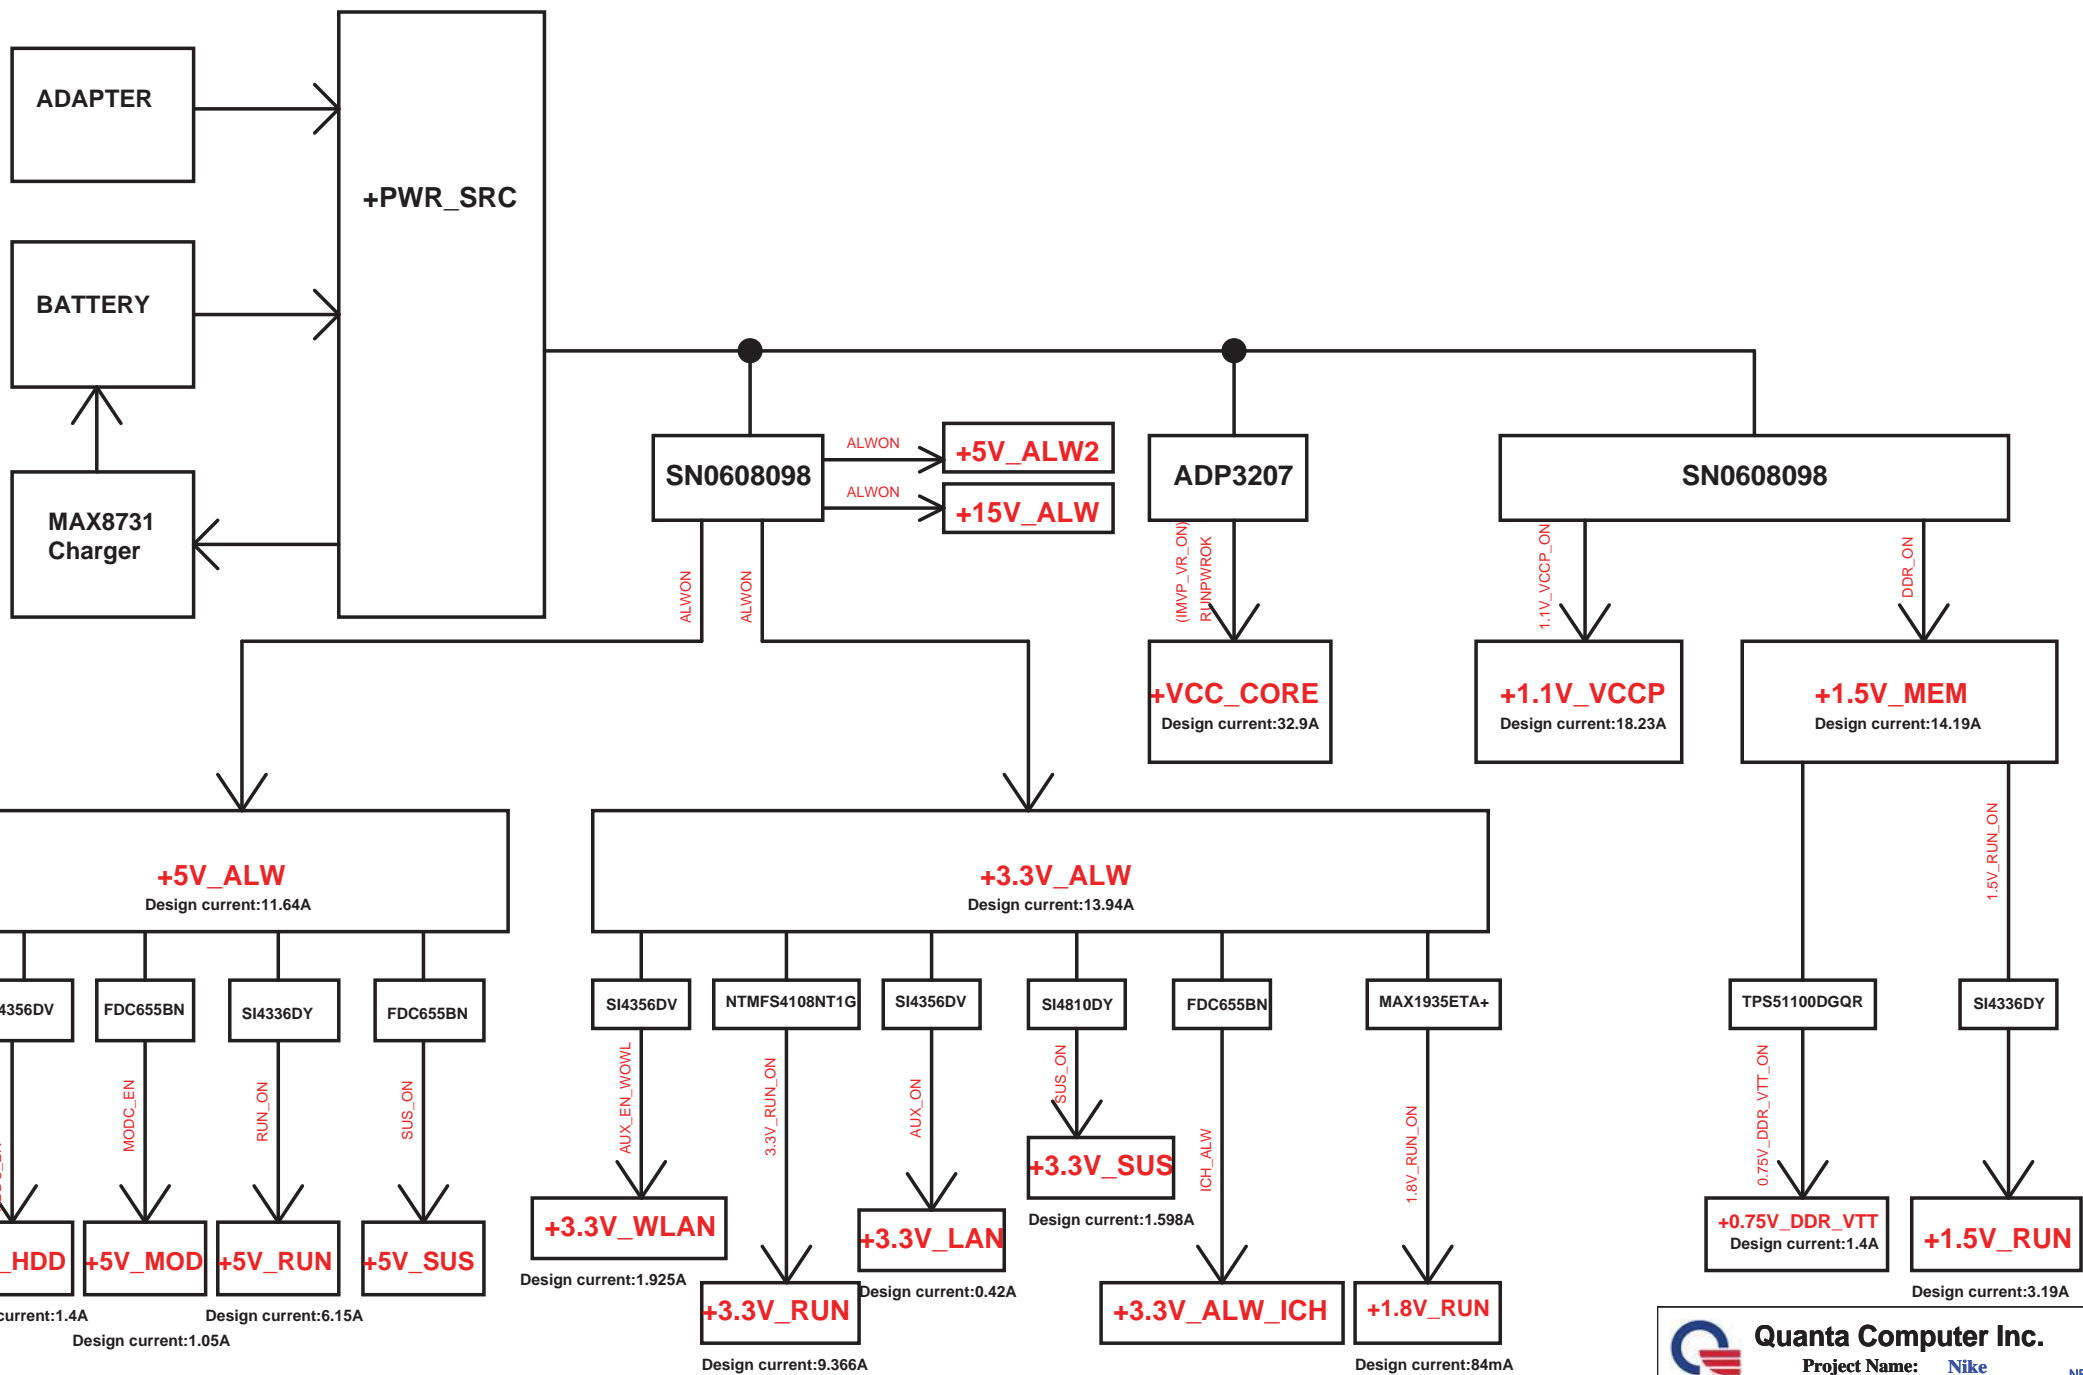 ADAPTER
+PWR_SRC
BATTERY
MAX8731
Charger
SN0608098
ALWON
+5V_ALW2
ALWON
+15V_ALW
ADP3207
SN0608098
ALWON
ALWON
(IMVP_VR_ON)
RUNPWROK
1.1V_VCCP_ON
DDR_ON
+VCC_CORE
Design current:32.9A
+1.1V_VCCP
Design current:18.23A
+1.5V_MEM
Design current:14.19A
+5V_ALW
Design current:11.64A
+3.3V_ALW
Design current:13.94A
1.5V_RUN_ON
4356DV
FDC655BN
SI4336DY
FDC655BN
SI4356DV
NTMFS4108NT1G
SI4356DV
SI4810DY
FDC655BN
MAX1935ETA+
TPS51100DGQR
SI4336DY
MODC_EN
RUN_ON
SUS_ON
AUX_EN_WOWL
3.3V_RUN_ON
AUX_ON
SUS_ON
ICH_ALW
1.8V_RUN_ON
0.75V_DDR_VTT_ON
_HDD
+5V_MOD
+5V_RUN
+5V_SUS
+3.3V_WLAN
+3.3V_RUN
+3.3V_LAN
+3.3V_SUS
+3.3V_ALW_ICH
+1.8V_RUN
+0.75V_DDR_VTT
Design current:1.4A
+1.5V_RUN
current:1.4A
Design current:1.05A
Design current:6.15A
Design current:1.925A
Design current:9.366A
Design current:0.42A
Design current:1.598A
Design current:84mA
Design current:3.19A
Quanta Computer Inc.
Project Name: Nike